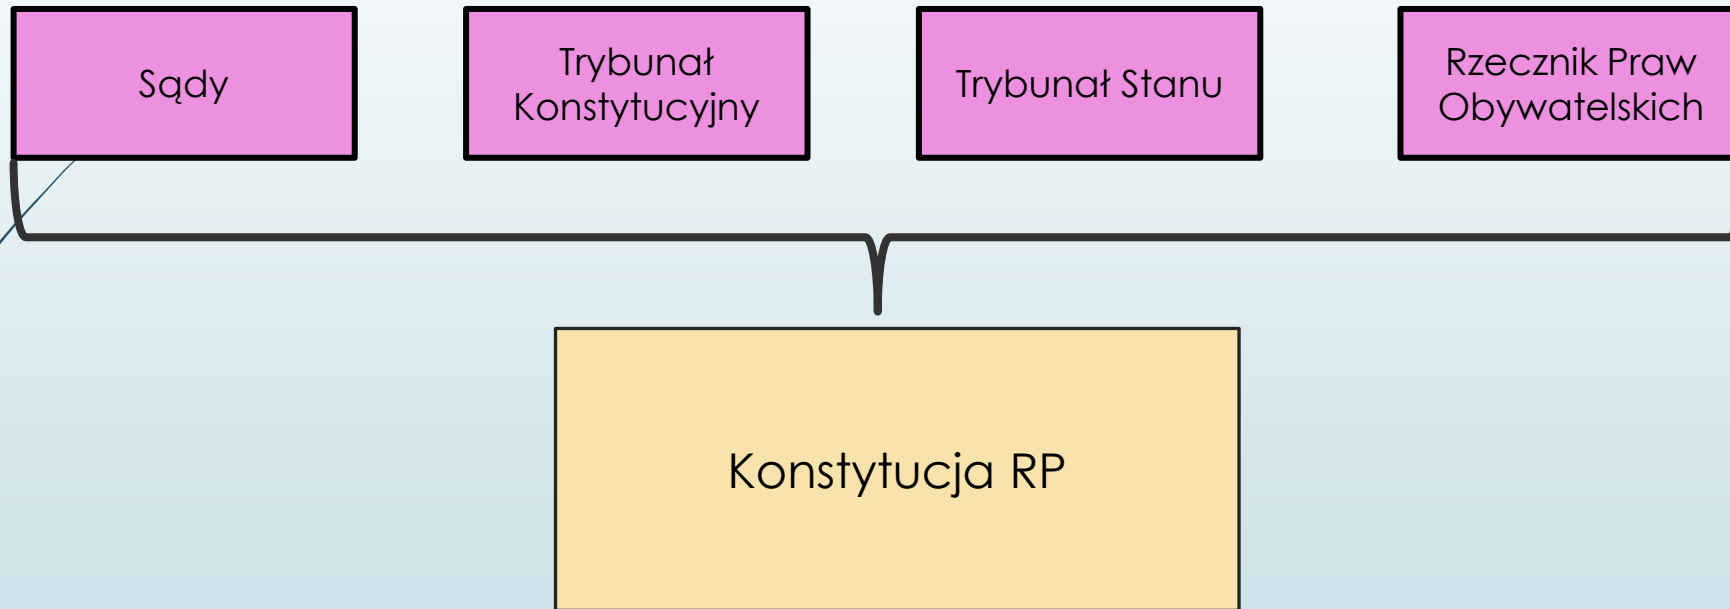 Sądy
Trybunał
Konstytucyjny
Trybunał Stanu
Rzecznik Praw
Obywatelskich
Konstytucja RP